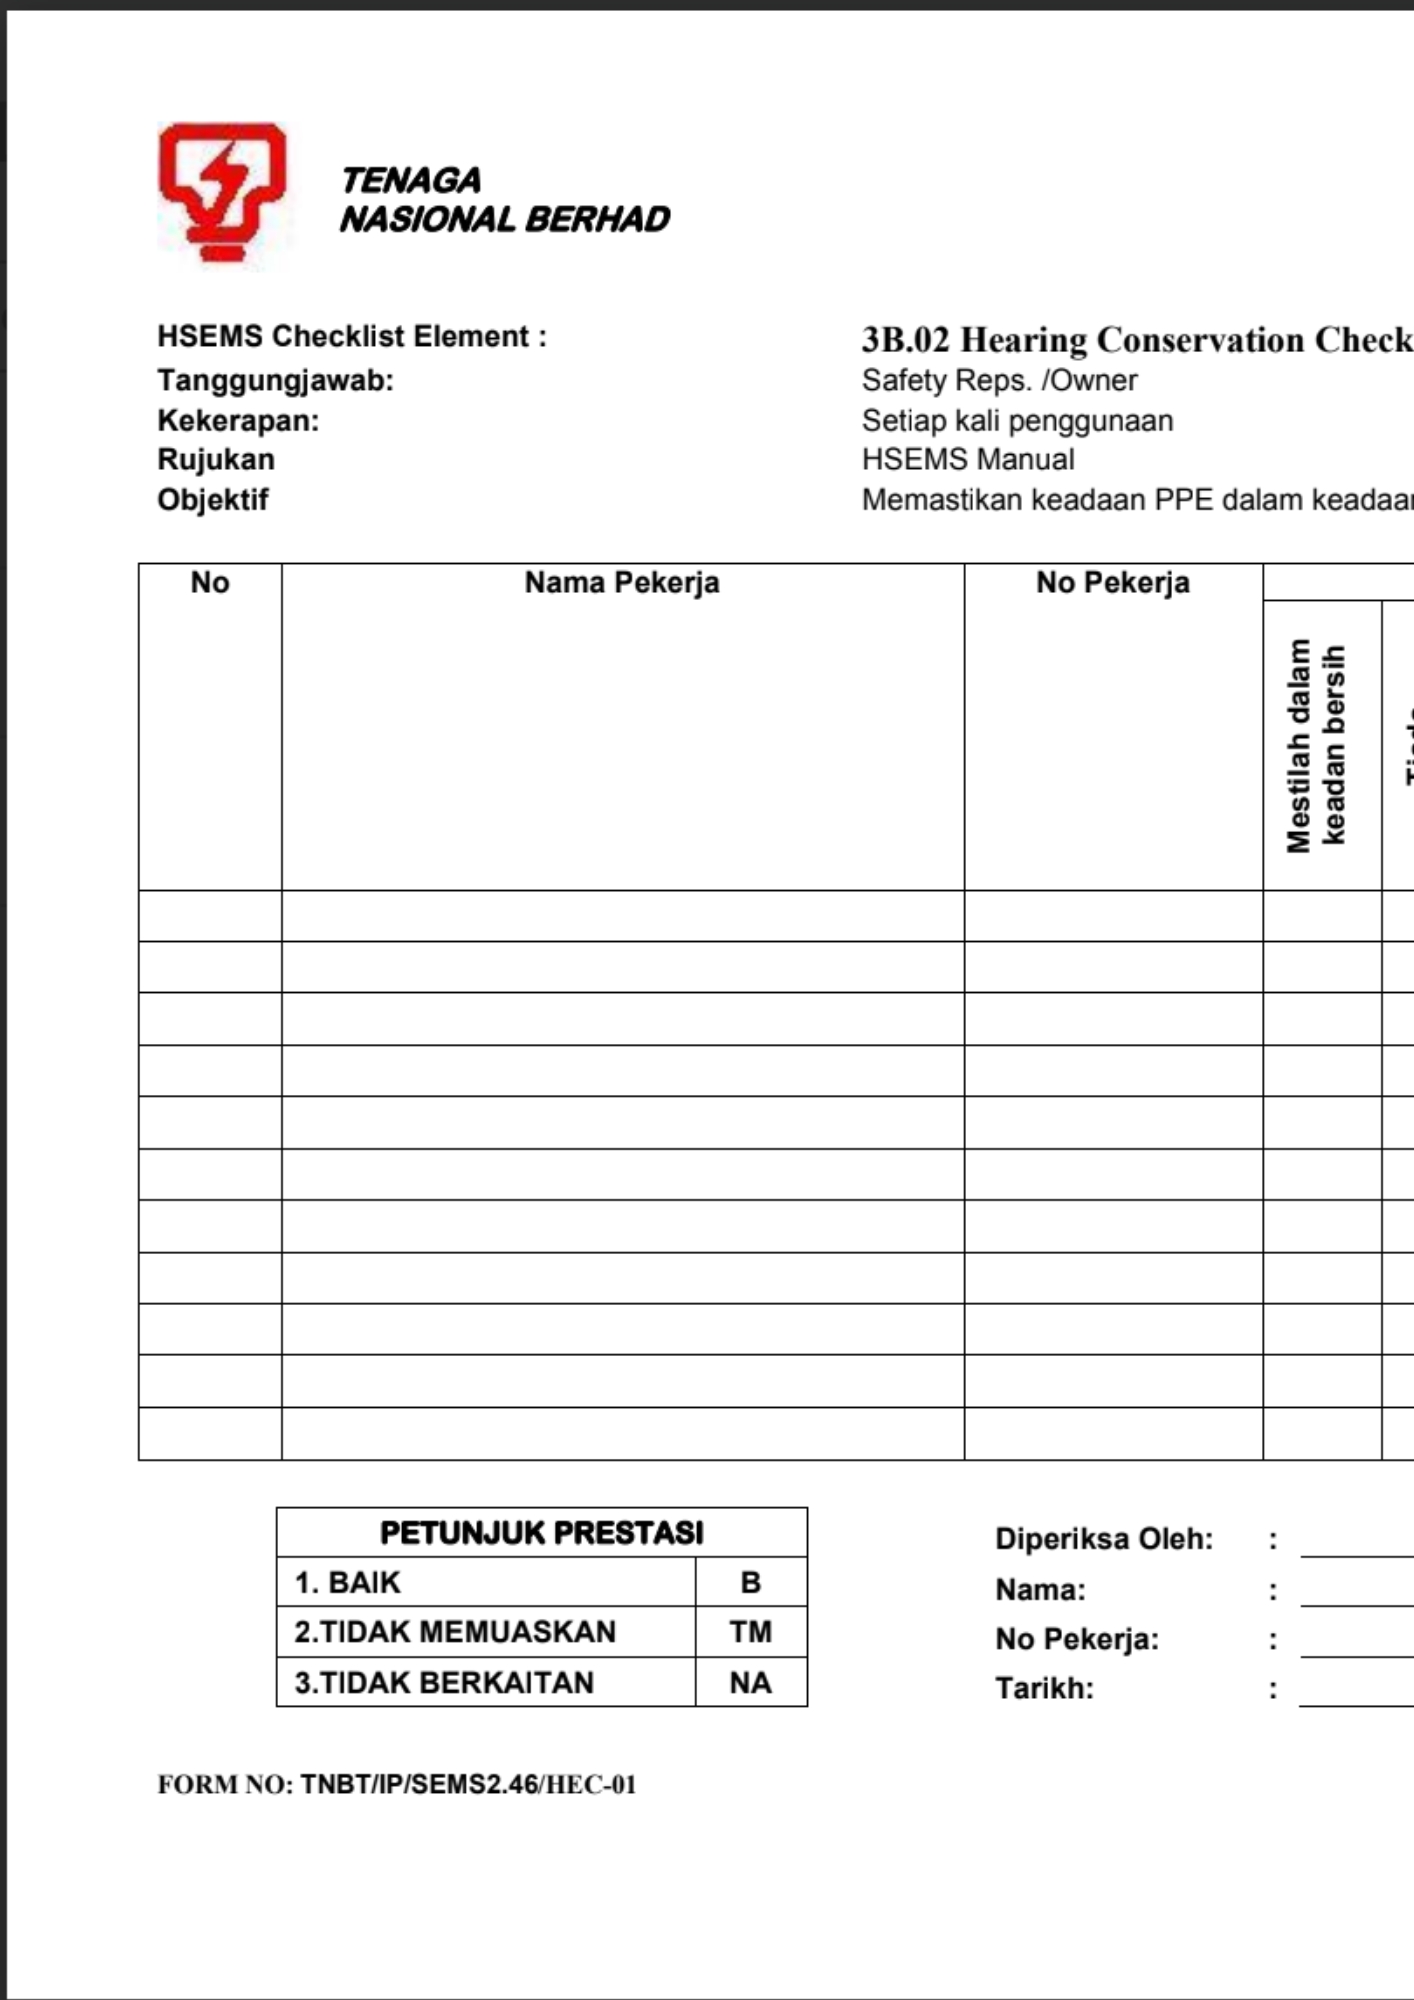 TENAGA
NASIONAL BERHAD
HSEMS Checklist Element :
3B.02 Hearing Conservation Check
Tanggungjawab:
Safety Reps. /Owner
Kekerapan:
Setiap kali penggunaan
Rujukan
HSEMS Manual
Objektif
Memastikan keadaan PPE dalam keadaan
No
Nama Pekerja
No Pekerja
Mestilah dalam
keadan bersih
PETUNJUK PRESTASI
1. BAIK
B
2.TIDAK MEMUASKAN
TM
3.TIDAK BERKAITAN
NA
Diperiksa Oleh: :
Nama: :
No Pekerja: :
Tarikh: :
FORM NO: TNBT/IP/SEMS2.46/HEC-01